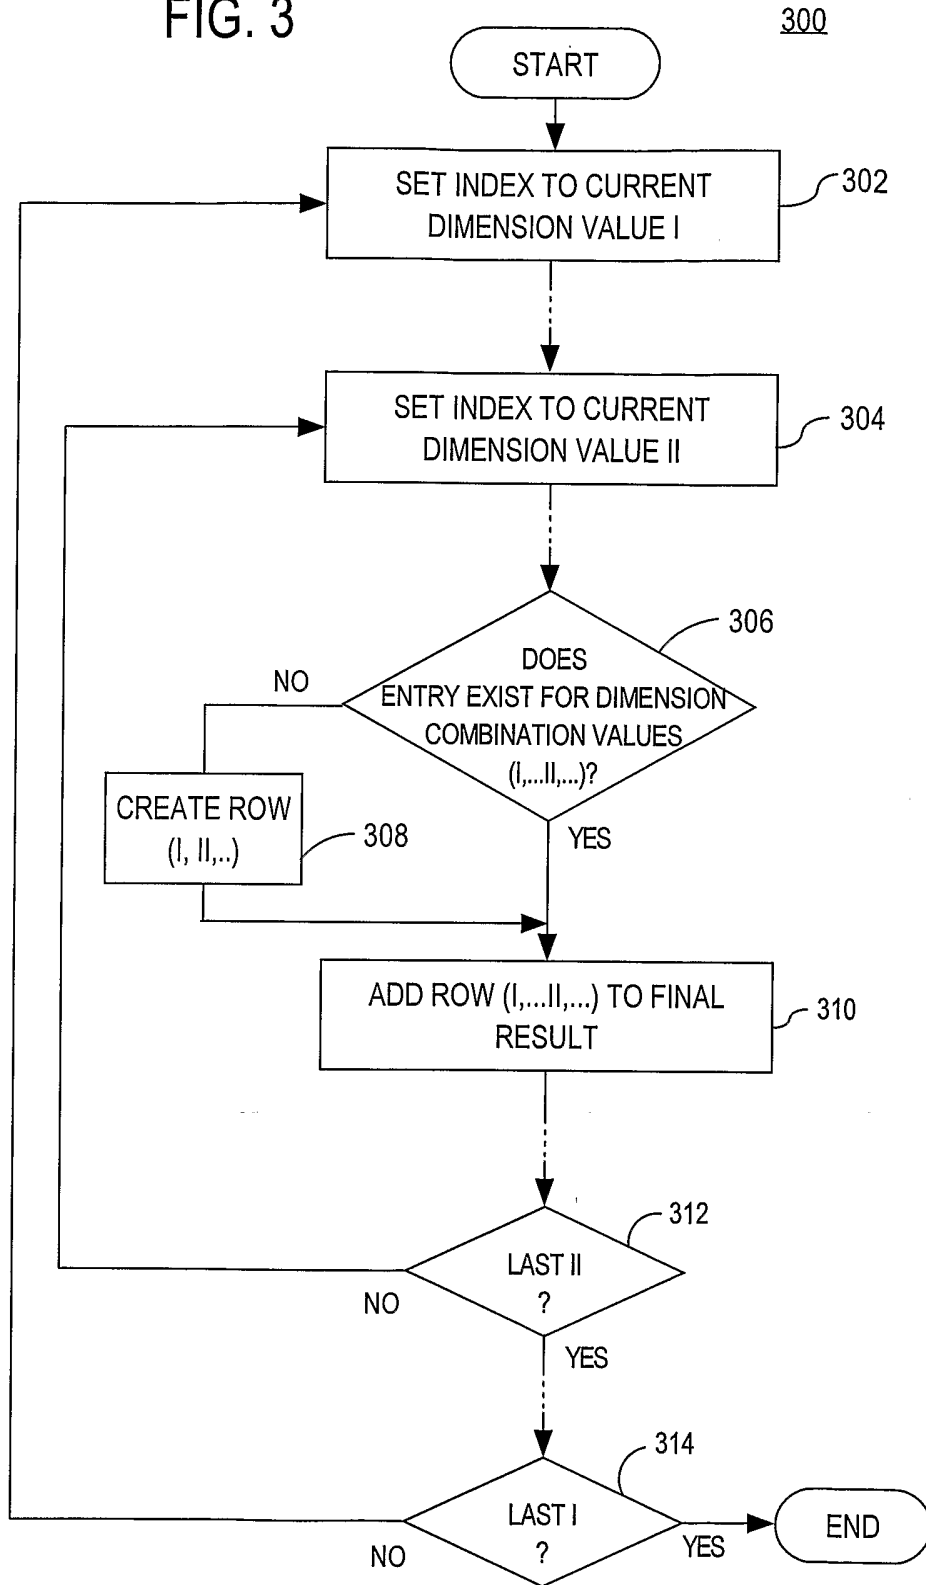 FIG. 3
300
START
SET INDEX TO CURRENT
DIMENSION VALUE I
302
SET INDEX TO CURRENT
DIMENSION VALUE II
304
306
DOES
ENTRY EXIST FOR DIMENSION
COMBINATION VALUES
(I,...II,...)?
NO
YES
CREATE ROW
(I, II,..)
308
ADD ROW (I,...II,...) TO FINAL
RESULT
310
312
LAST II
?
NO
YES
314
LAST I
?
NO
YES
END